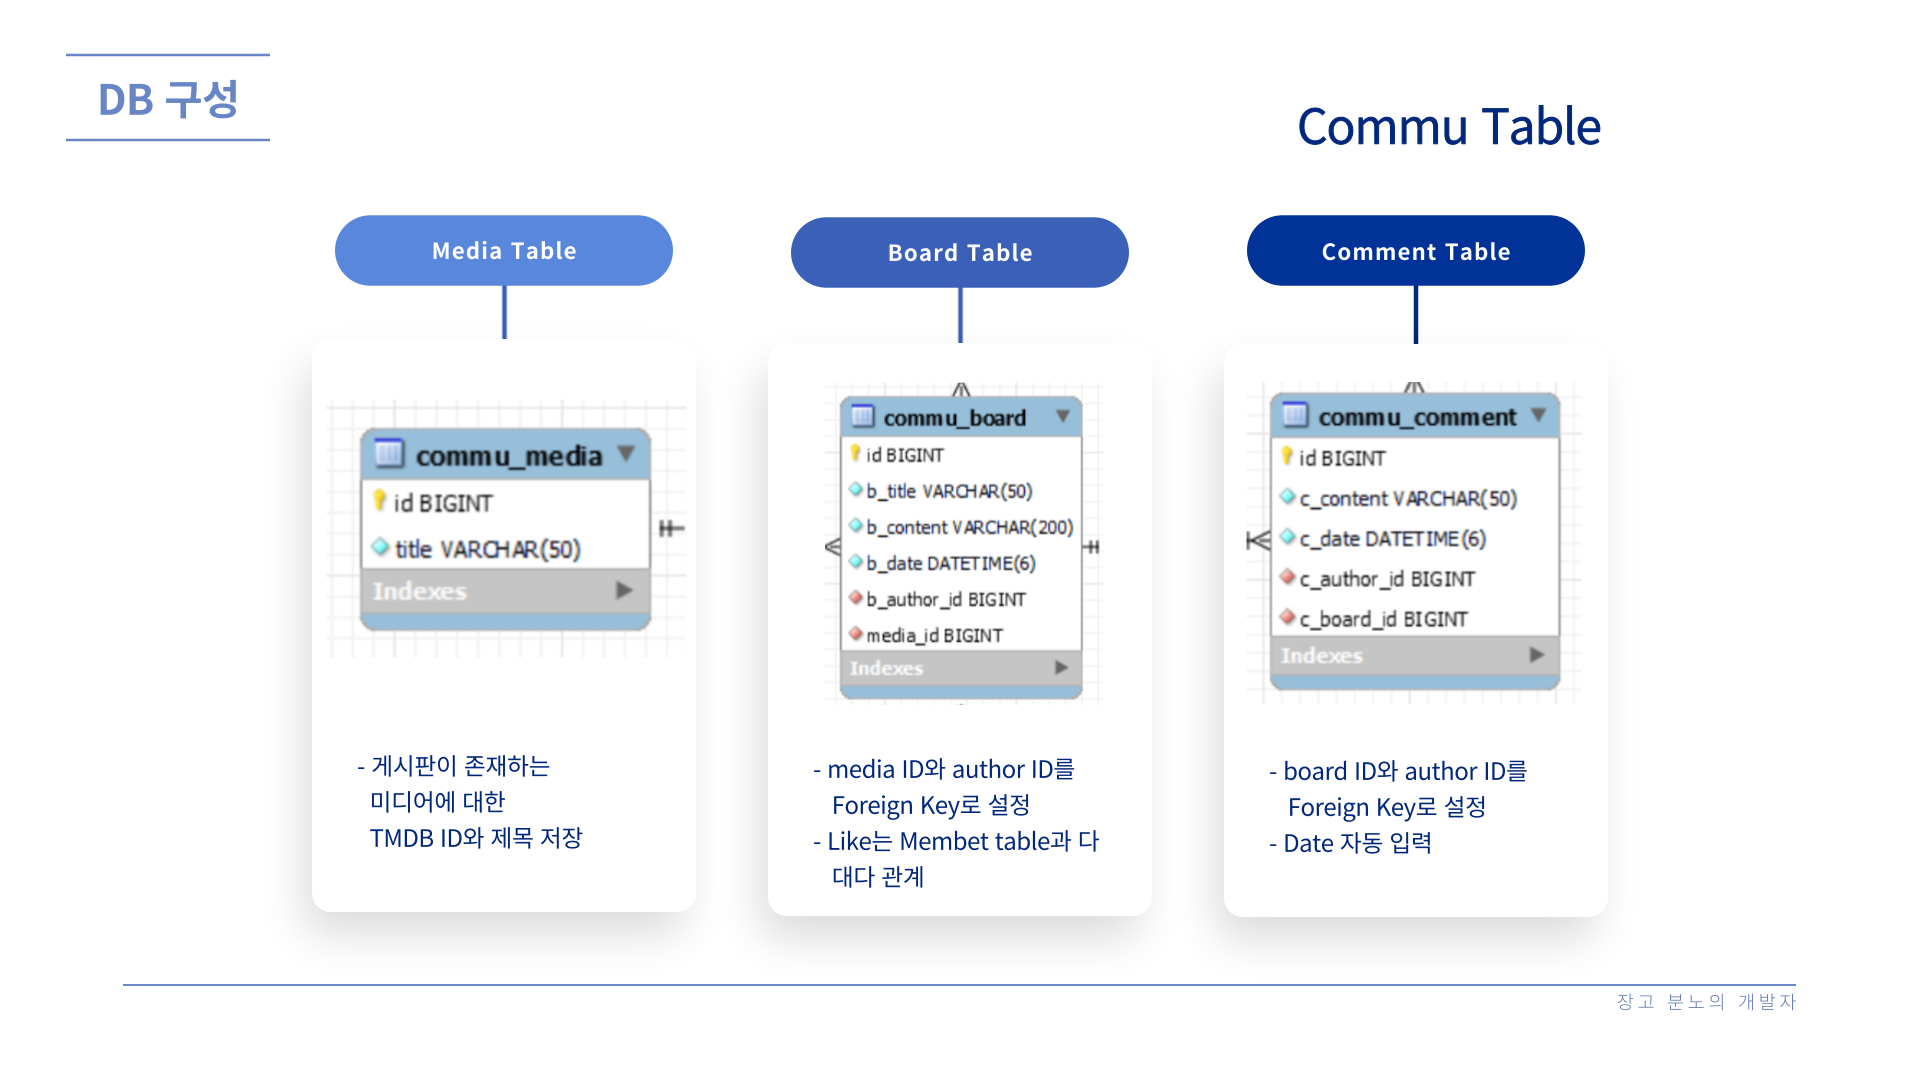 DB 구성
Commu Table
Media Table
commu_media
id BIGINT
title VARCHAR(50)
Indexes
- 게시판이 존재하는
미디어에 대한
TMDB ID와 제목 저장
Board Table
commu_board
id BIGINT
b_title VARCHAR(50)
b_content VARCHAR(200)
b_date DATETIME(6)
b_author_id BIGINT
media_id BIGINT
Indexes
- media ID와 author ID를
Foreign Key로 설정
- Like는 Membet table과 다
대다 관계
Comment Table
commu_comment
id BIGINT
c_content VARCHAR(50)
c_date DATETIME(6)
c_author_id BIGINT
c_board_id BIGINT
Indexes
- board ID와 author ID를
Foreign Key로 설정
- Date 자동 입력
장고 분노의 개발자